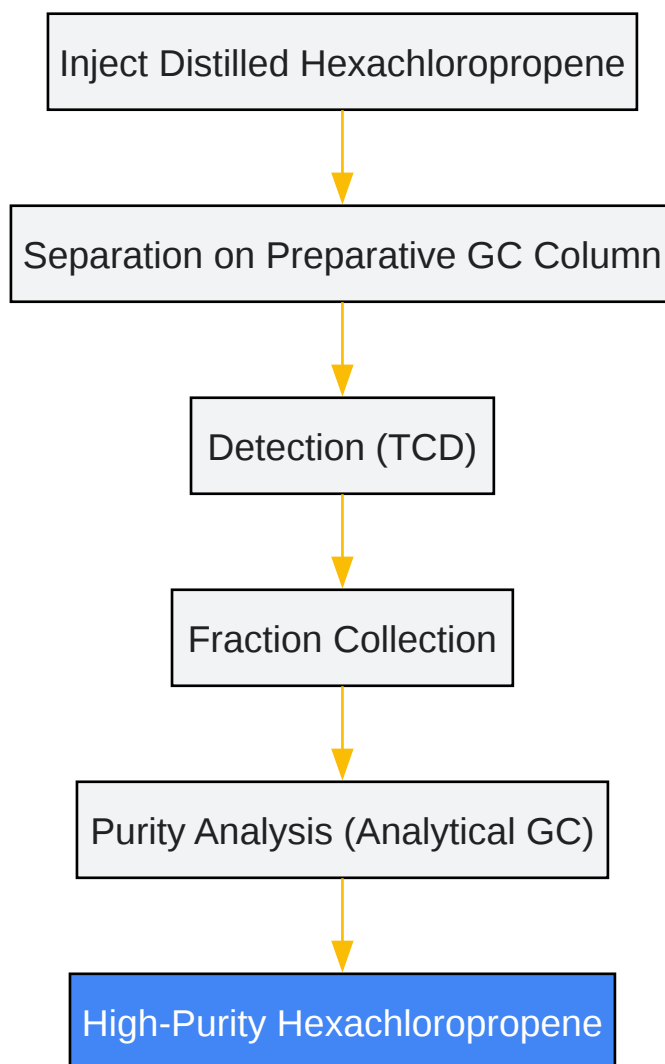 Inject Distilled Hexachloropropene
Separation on Preparative GC Column
Detection (TCD)
Fraction Collection
Purity Analysis (Analytical GC)
High-Purity Hexachloropropene